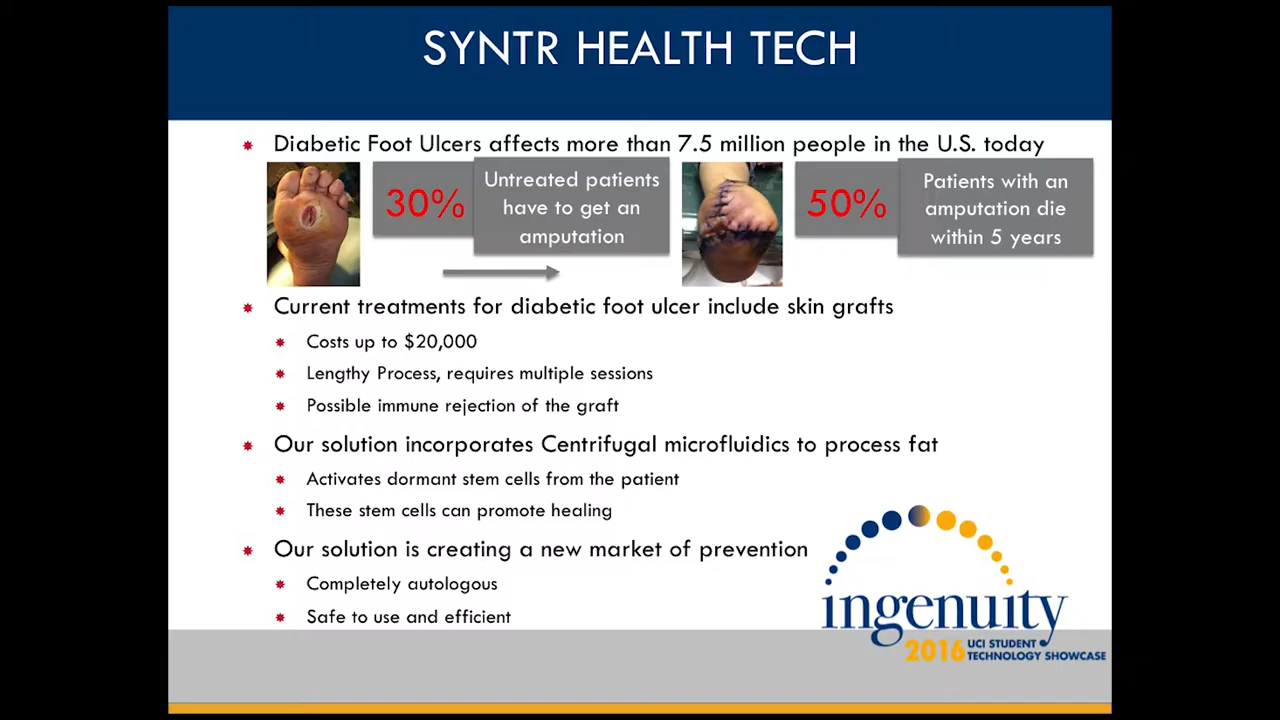 SYNTR HEALTH TECH
Diabetic Foot Ulcers affects more than 7.5 million people in the U.S. today
30%
Untreated patients
have to get an
amputation
50%
Patients with an
amputation die
within 5 years
Current treatments for diabetic foot ulcer include skin grafts
Costs up to $20,000
Lengthy Process, requires multiple sessions
Possible immune rejection of the graft
Our solution incorporates Centrifugal microfluidics to process fat
Activates dormant stem cells from the patient
These stem cells can promote healing
Our solution is creating a new market of prevention
Completely autologous
Safe to use and efficient
ingenuity
2016 UCI STUDENT
TECHNOLOGY SHOWCASE